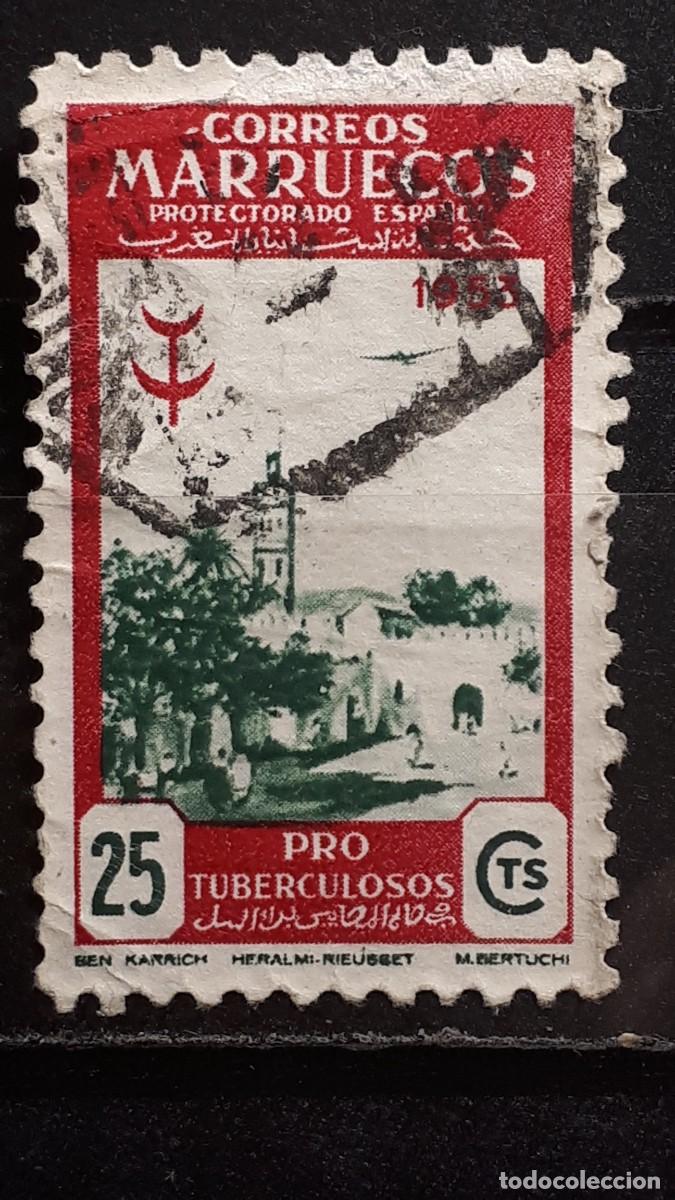 CORREOS
MARRUECOS
PROTECTORADO ESPAÑOL
1953
25
PRO
TUBERCULOSOS
CTS
BEN KARRICH HERALMI-RIEUSSET M.BERTUCHI
todocoleccion